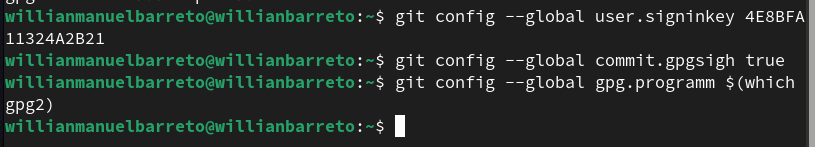 willianmanuelbarreto@willianbarreto:~$ git config --global user.signinkey 4E8BFA
11324A2B21
willianmanuelbarreto@willianbarreto:~$ git config --global commit.gpgsigh true
willianmanuelbarreto@willianbarreto:~$ git config --global gpg.programm $(which
gpg2)
willianmanuelbarreto@willianbarreto:~$